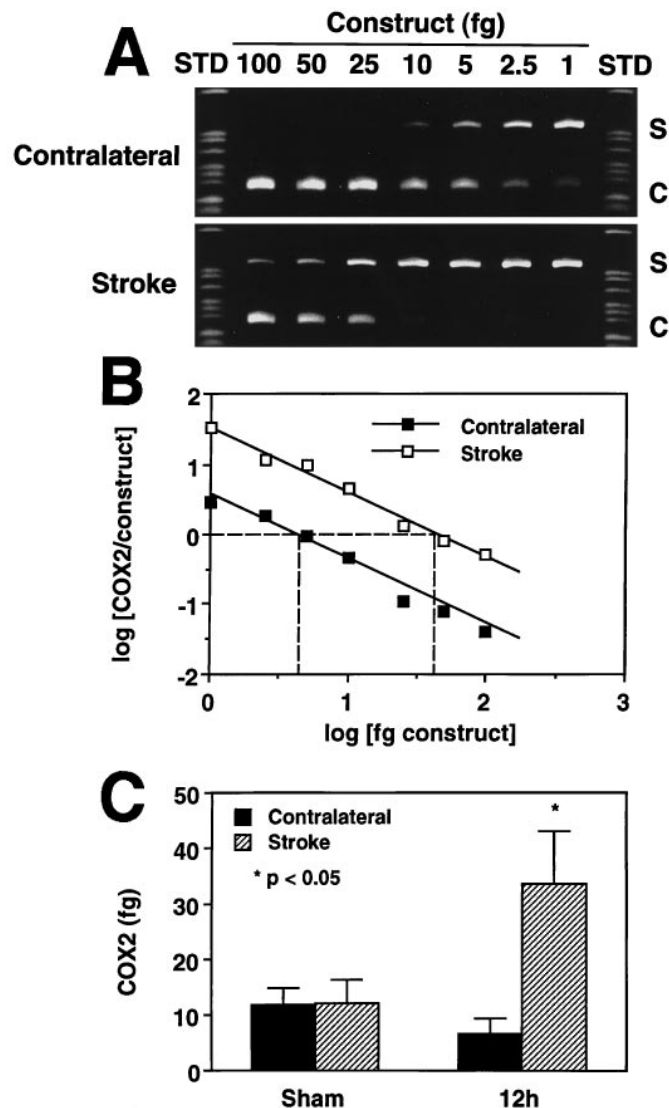 A
Construct (fg)
STD 100 50 25 10 5 2.5 1 STD
Contralateral
S
C
Stroke
S
C
B
2
1
0
-1
-2
log [COX2/construct]
Contralateral
Stroke
0 1 2 3
log [fg construct]
C
50
40
30
20
10
0
COX2 (fg)
Contralateral
Stroke
* p < 0.05
*
Sham 12h